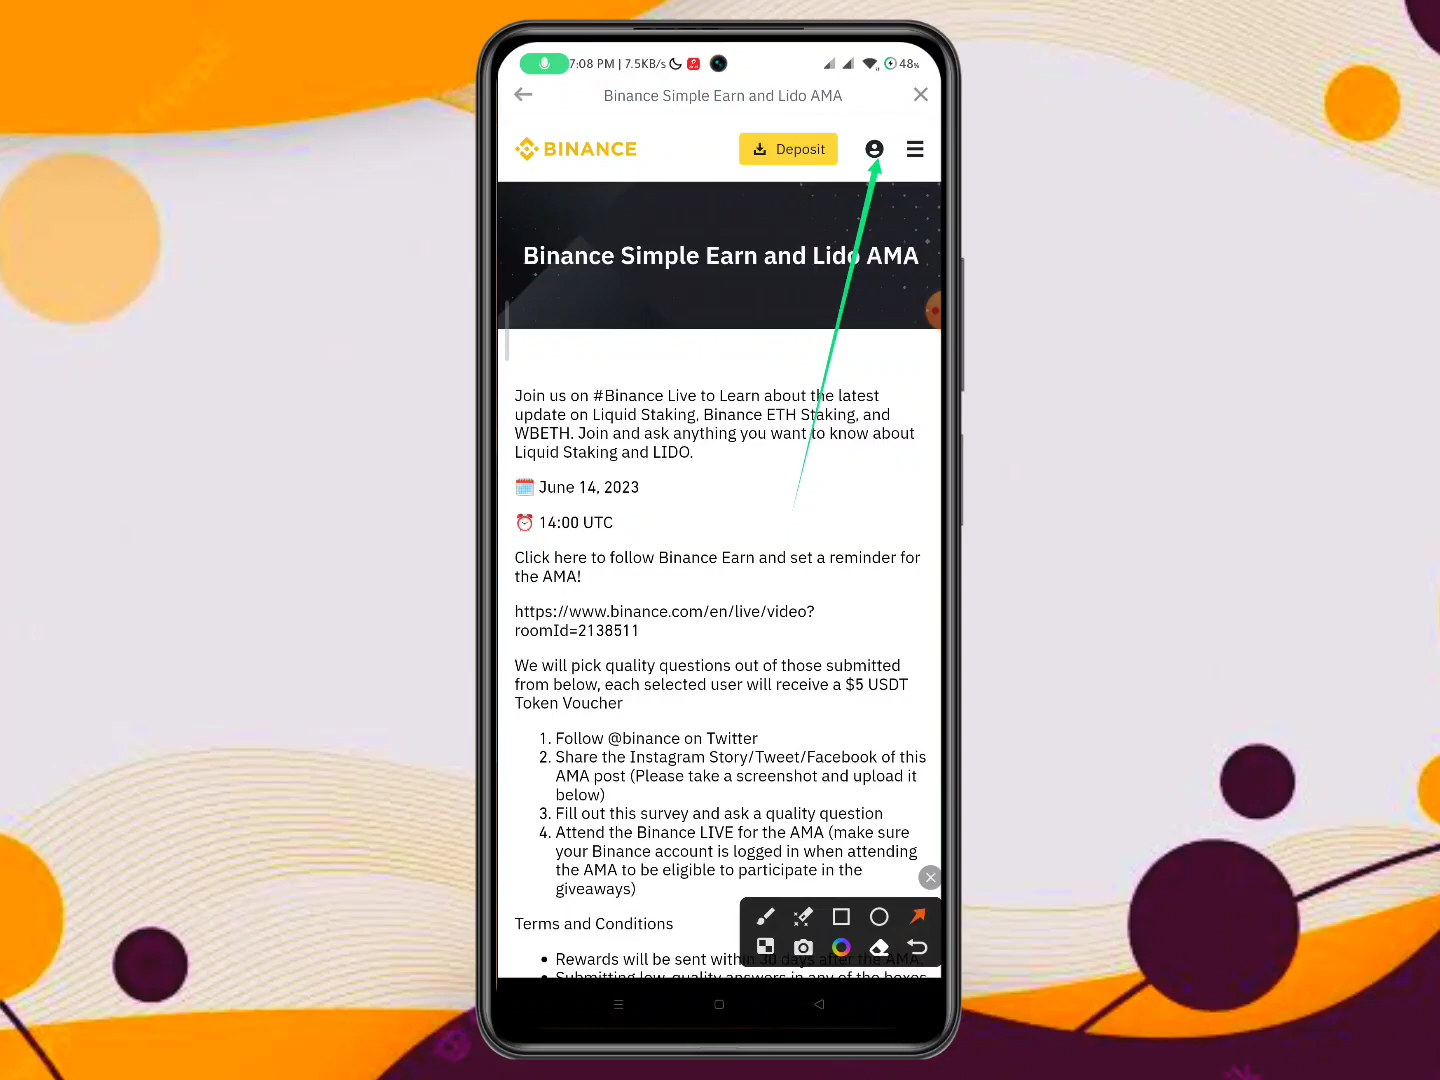 7:08 PM | 7.5KB/s
48%
Binance Simple Earn and Lido AMA
BINANCE
Deposit
Binance Simple Earn and Lido AMA
Join us on #Binance Live to Learn about the latest
update on Liquid Staking, Binance ETH Staking, and
WBETH. Join and ask anything you want to know about
Liquid Staking and LIDO.
🗓️ June 14, 2023
⏰ 14:00 UTC
Click here to follow Binance Earn and set a reminder for
the AMA!
https://www.binance.com/en/live/video?
roomId=2138511
We will pick quality questions out of those submitted
from below, each selected user will receive a $5 USDT
Token Voucher
1. Follow @binance on Twitter
2. Share the Instagram Story/Tweet/Facebook of this
AMA post (Please take a screenshot and upload it
below)
3. Fill out this survey and ask a quality question
4. Attend the Binance LIVE for the AMA (make sure
your Binance account is logged in when attending
the AMA to be eligible to participate in the
giveaways)
Terms and Conditions
• Rewards will be sent within 30 days after the AMA.
• Submitting low-quality answers in any of the boxes